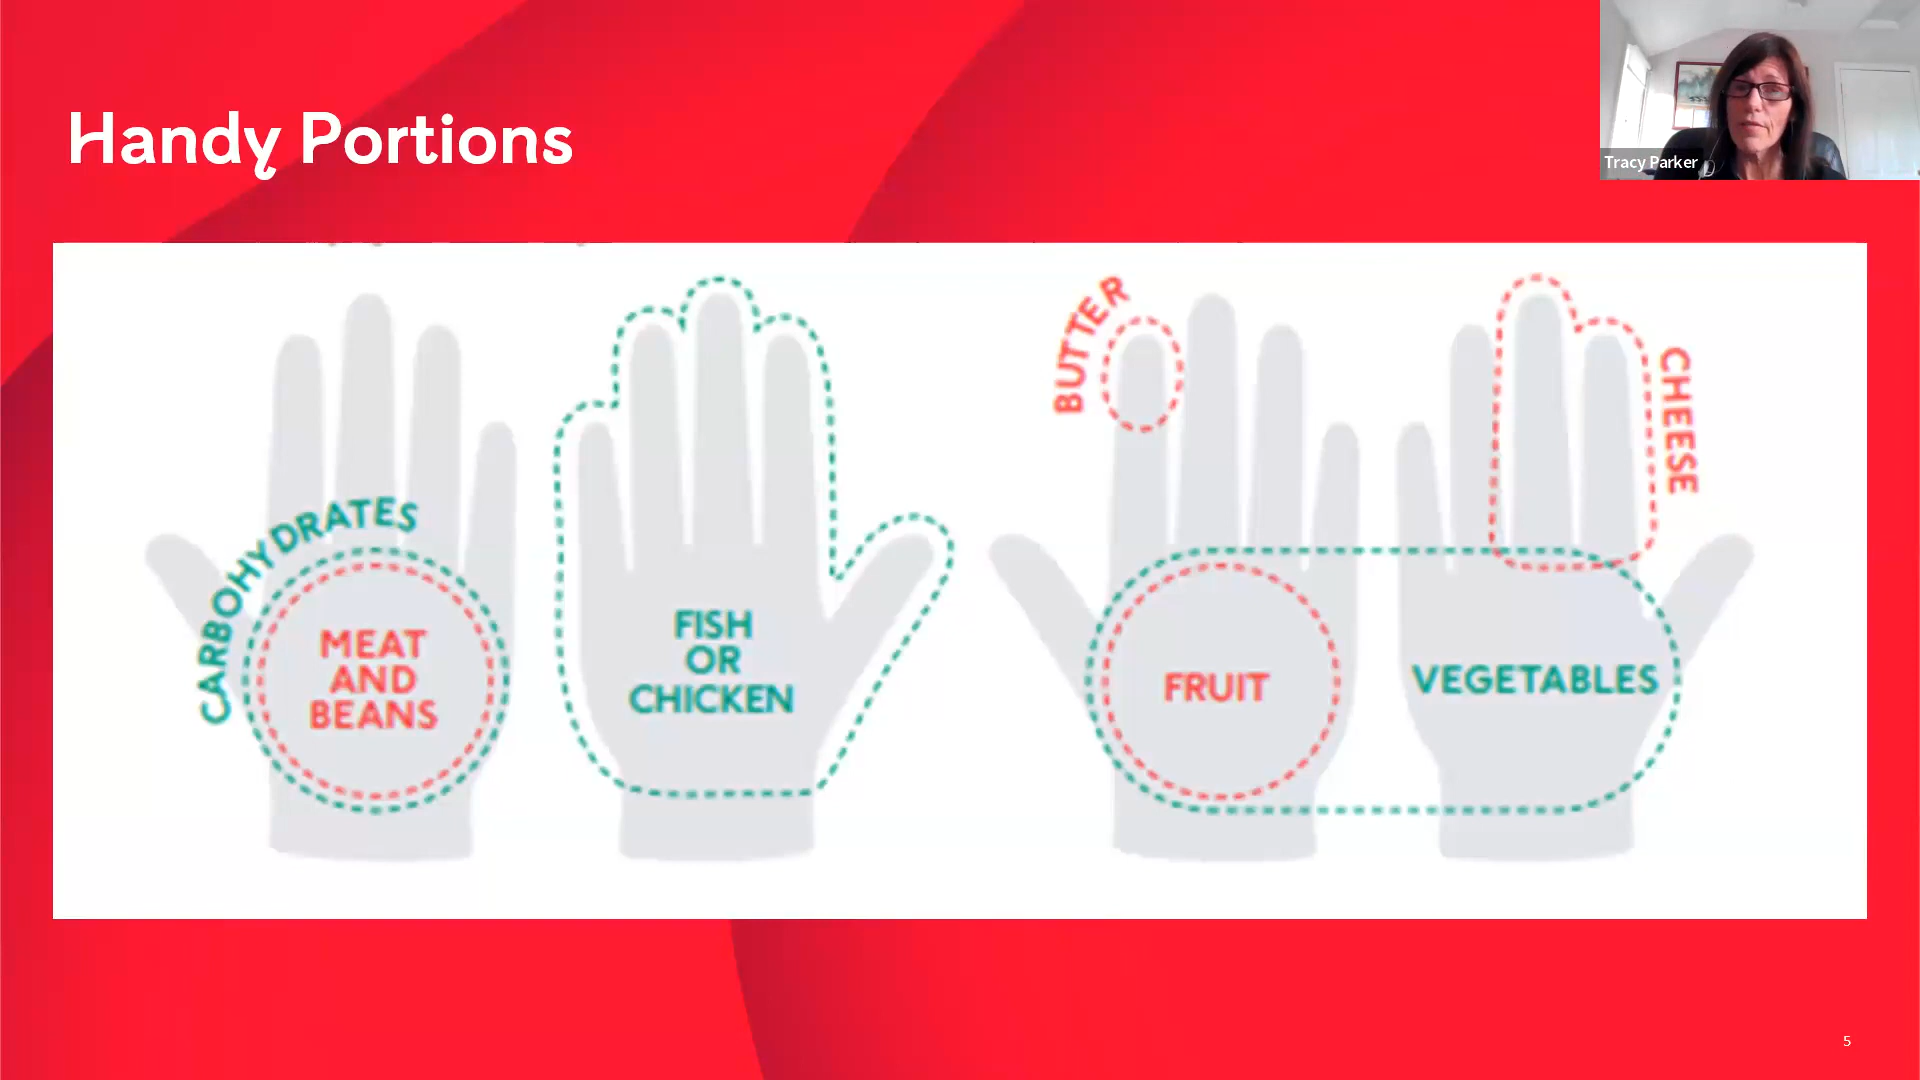 Handy Portions
Tracy Parker
CARBOHYDRATES
MEAT
AND
BEANS
FISH
OR
CHICKEN
BUTTER
FRUIT
CHEESE
VEGETABLES
5